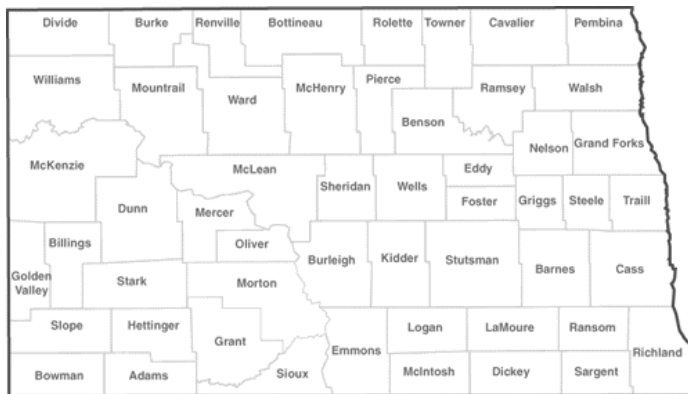 Divide
Burke
Renville
Bottineau
Rolette
Towner
Cavalier
Pembina
Williams
Mountrail
Ward
McHenry
Pierce
Benson
Ramsey
Walsh
McKenzie
McLean
Sheridan
Wells
Eddy
Foster
Nelson
Grand Forks
Dunn
Mercer
Oliver
Griggs
Steele
Traill
Golden
Valley
Billings
Stark
Morton
Burleigh
Kidder
Stutsman
Barnes
Cass
Slope
Hettinger
Grant
Emmons
Logan
LaMoure
Ransom
Richland
Bowman
Adams
Sioux
McIntosh
Dickey
Sargent